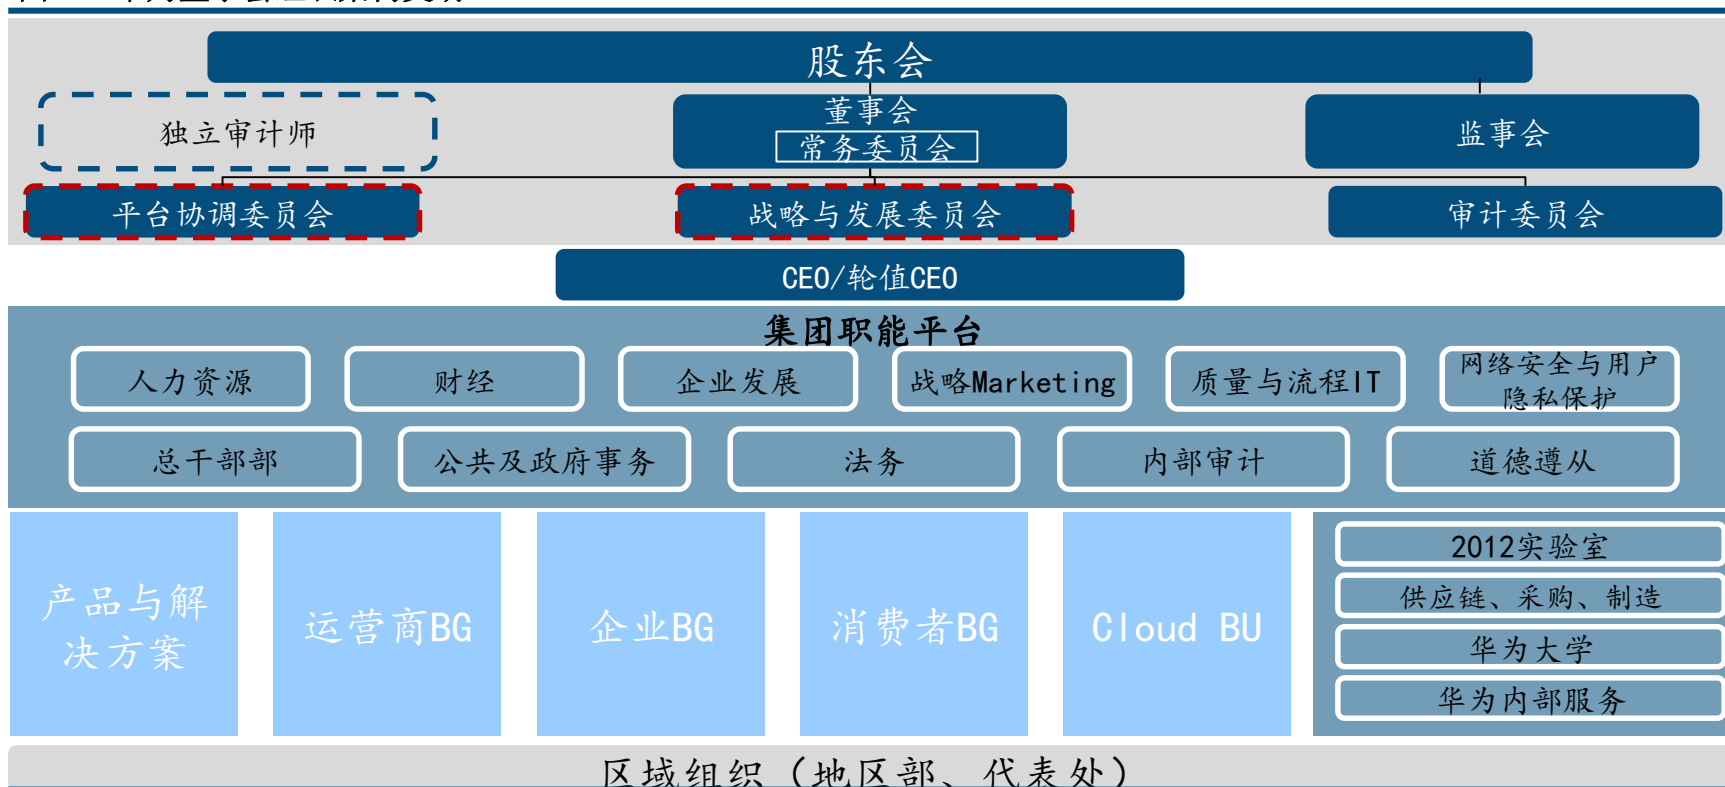 股东会
独立审计师
董事会
常务委员会
监事会
平台协调委员会
战略与发展委员会
审计委员会
CEO/轮值CEO
集团职能平台
人力资源
财经
企业发展
战略Marketing
质量与流程IT
网络安全与用户
隐私保护
总干部部
公共及政府事务
法务
内部审计
道德遵从
产品与解
决方案
运营商BG
企业BG
消费者BG
Cloud BU
2012实验室
供应链、采购、制造
华为大学
华为内部服务
区域组织（地区部、代表处）